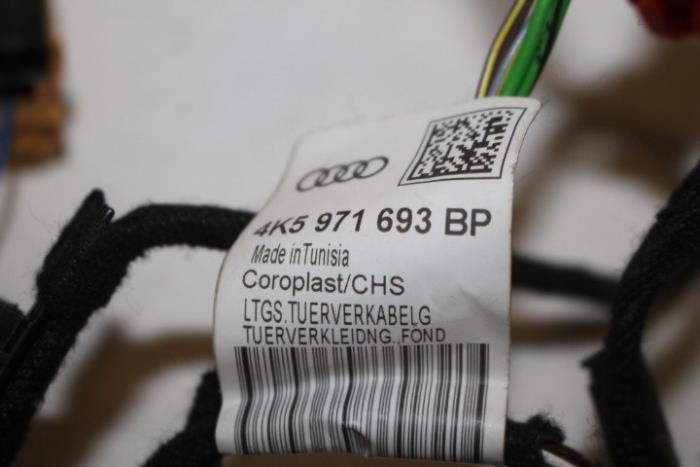 4K5 971 693 BP
Made in Tunisia
Coroplast/CHS
LTGS.TUERVERKABELG
TUERVERKLEIDNG.,FOND